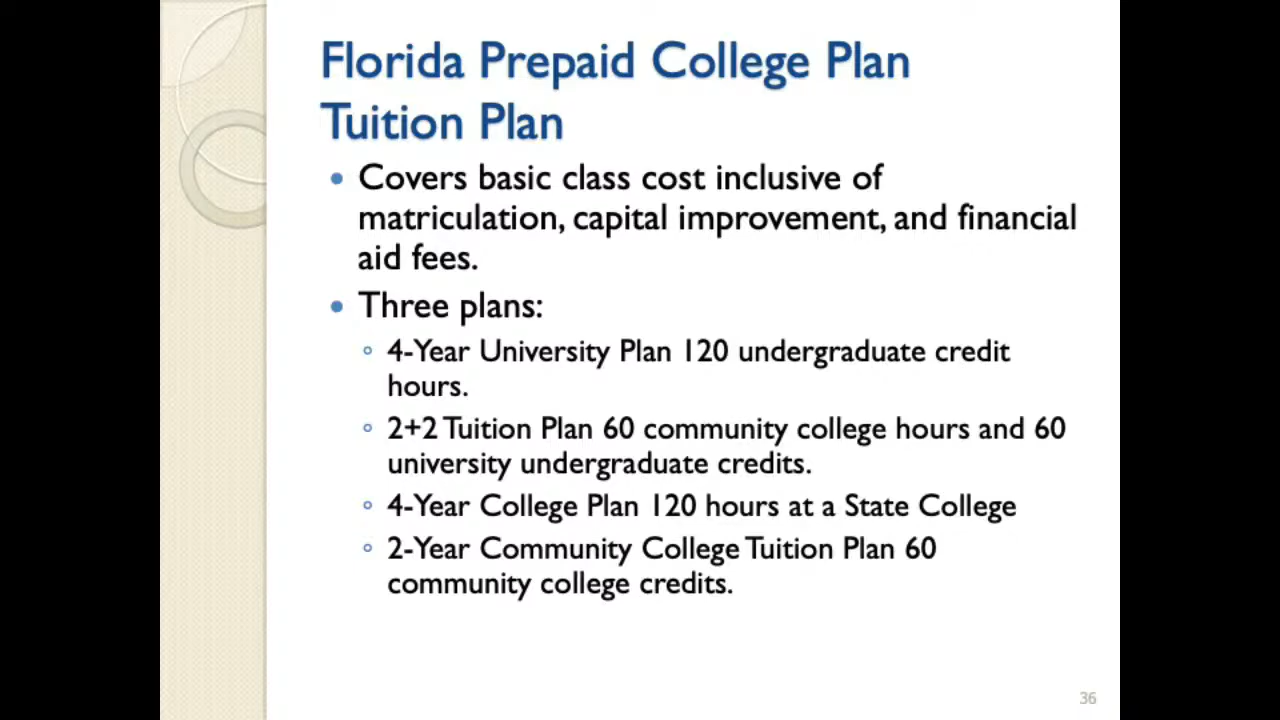 Florida Prepaid College Plan
Tuition Plan
• Covers basic class cost inclusive of
matriculation, capital improvement, and financial
aid fees.
• Three plans:
◦ 4-Year University Plan 120 undergraduate credit
hours.
◦ 2+2 Tuition Plan 60 community college hours and 60
university undergraduate credits.
◦ 4-Year College Plan 120 hours at a State College
◦ 2-Year Community College Tuition Plan 60
community college credits.
36